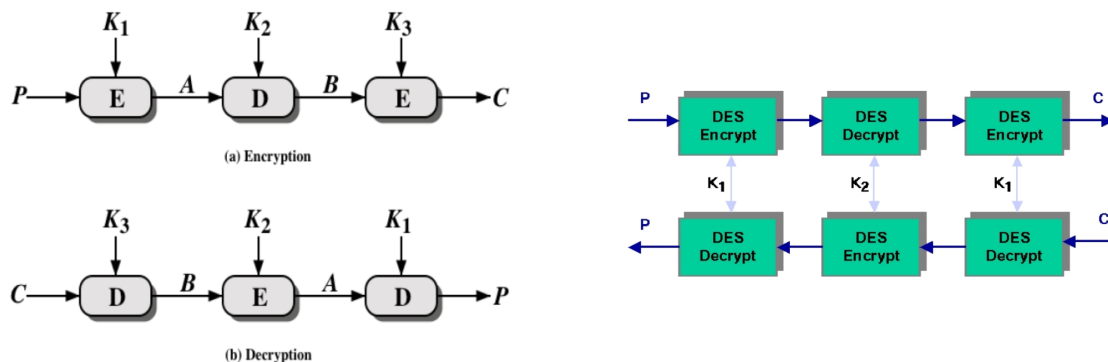 K1 K2 K3
P E A D B E C
(a) Encryption
K3 K2 K1
C D B E A D P
(b) Decryption
P C
DES Encrypt DES Decrypt DES Encrypt
K1 K2 K1
P C
DES Decrypt DES Encrypt DES Decrypt